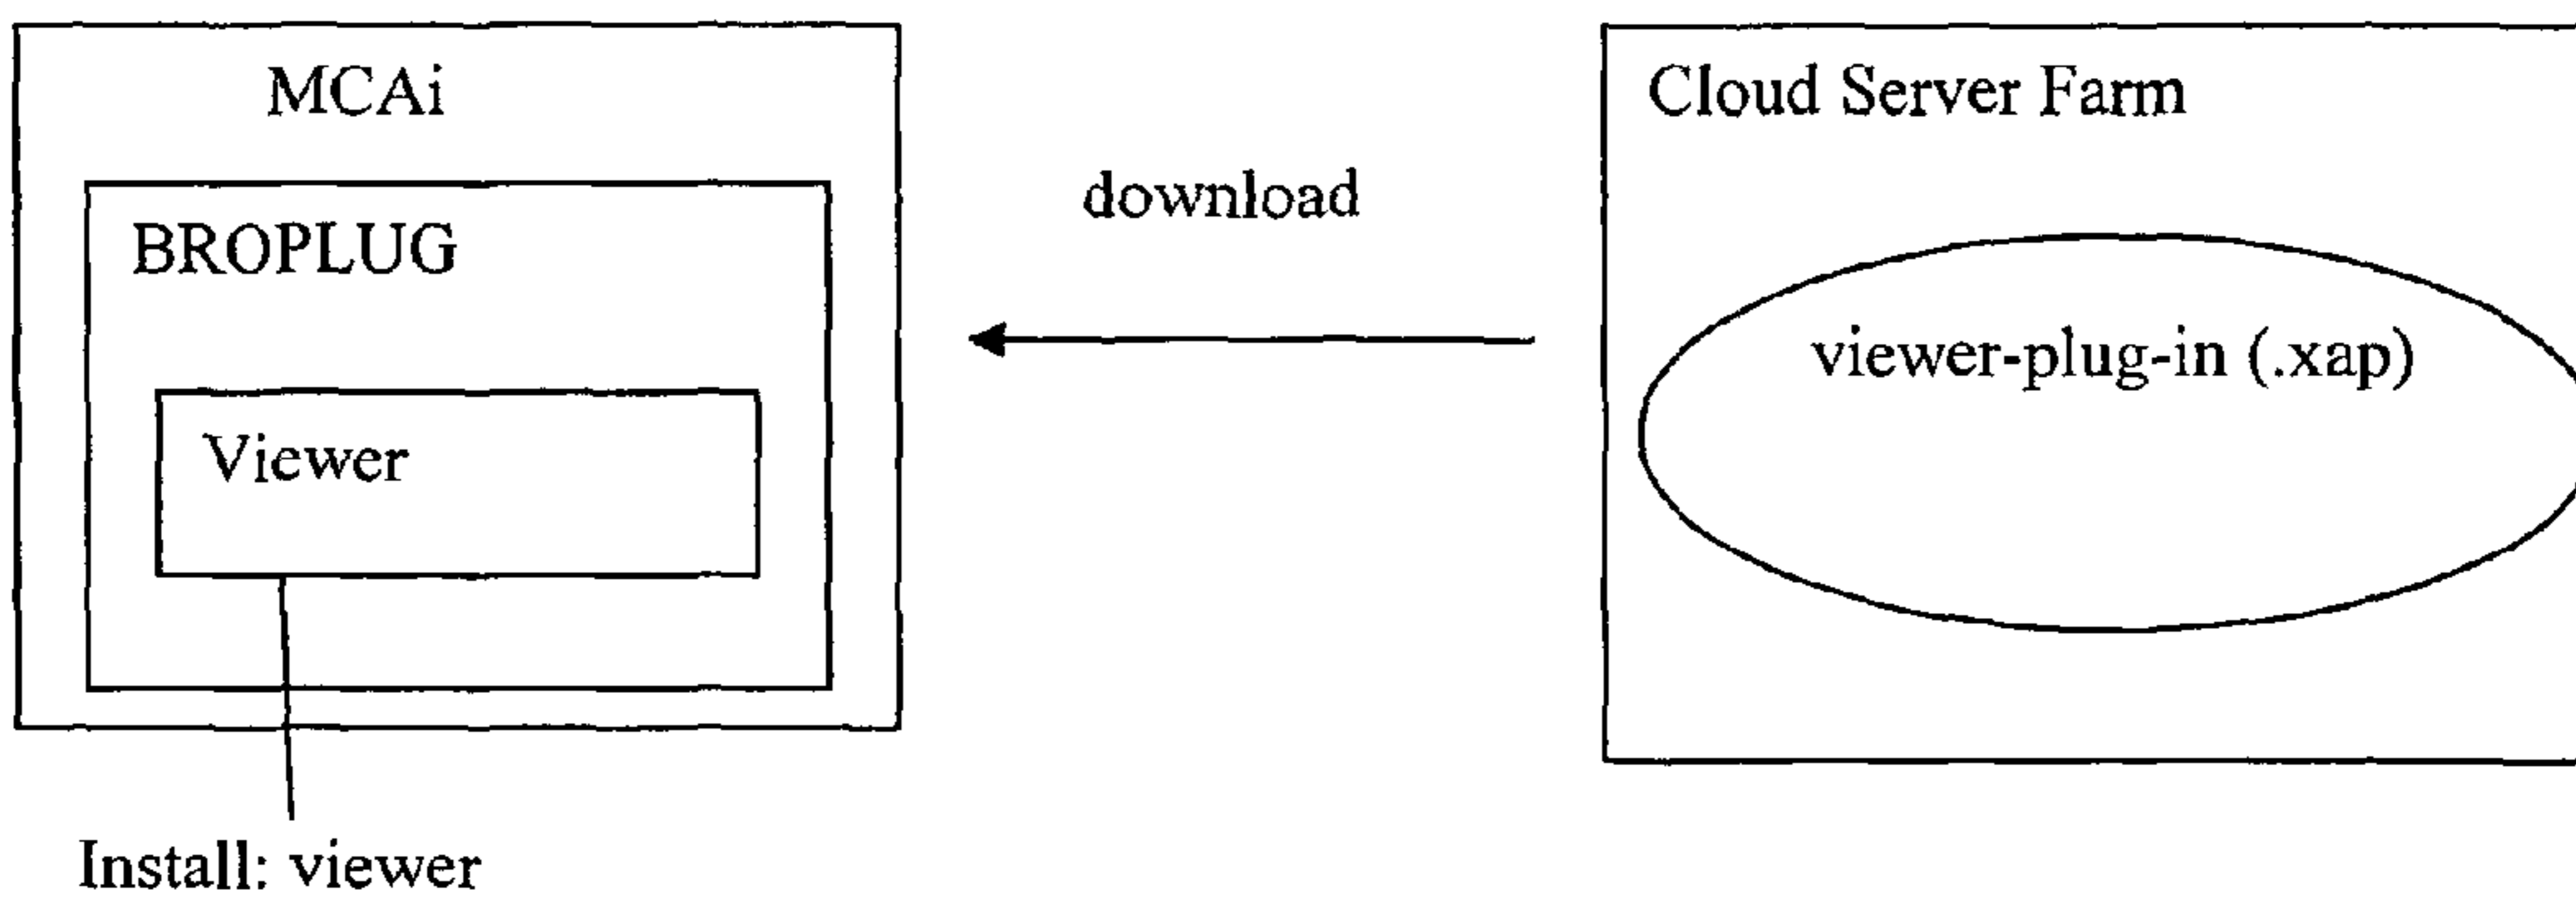 MCAi
BROPLUG
Viewer
Install: viewer
download
Cloud Server Farm
viewer-plug-in (.xap)